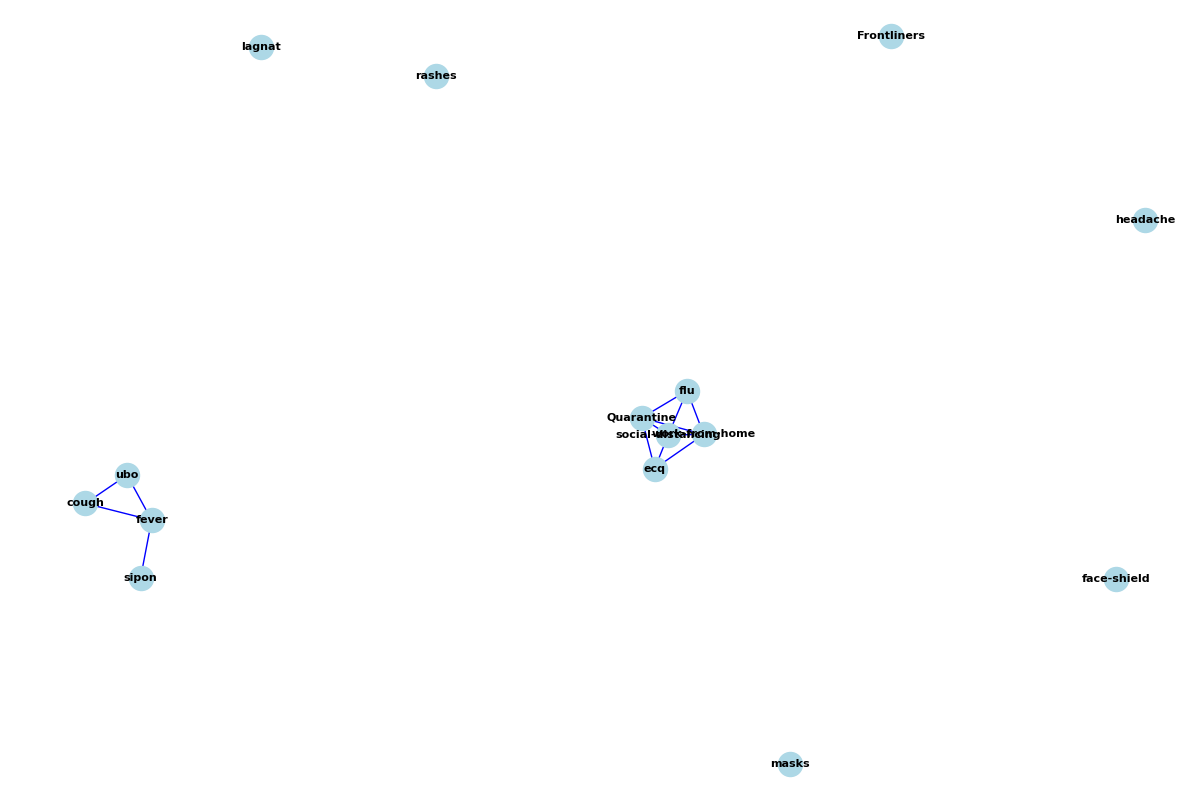 Frontliners
lagnat
rashes
headache
flu
Quarantine
social-distancing
work-from-home
ecq
ubo
cough
fever
sipon
face-shield
masks